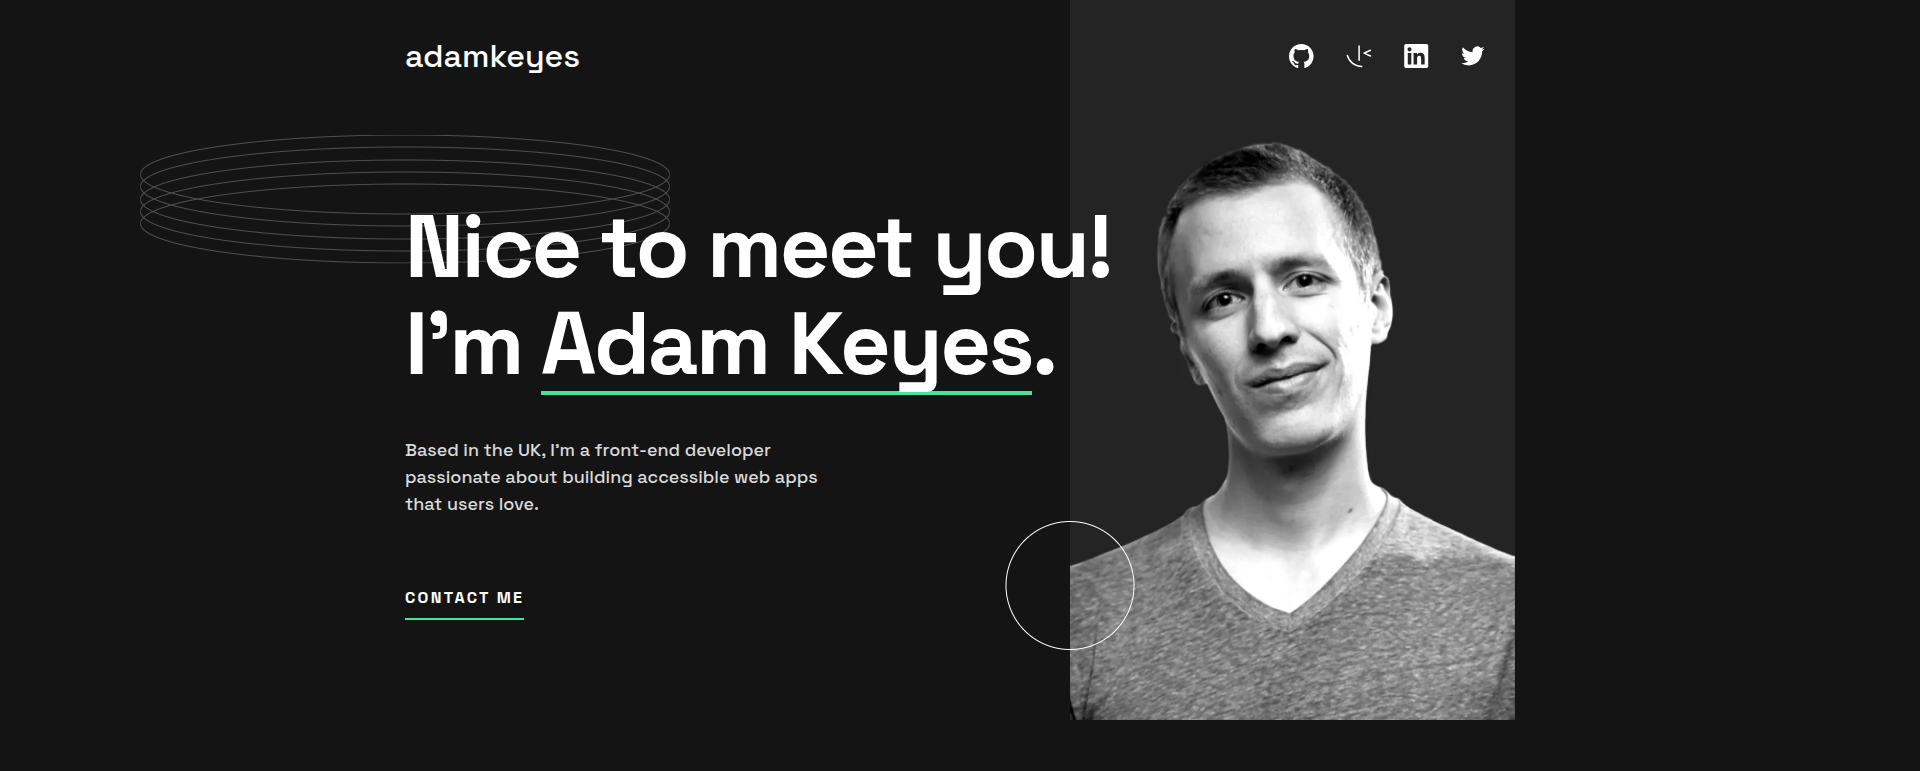 adamkeyes
Nice to meet you!
I’m Adam Keyes.
Based in the UK, I’m a front-end developer
passionate about building accessible web apps
that users love.
CONTACT ME